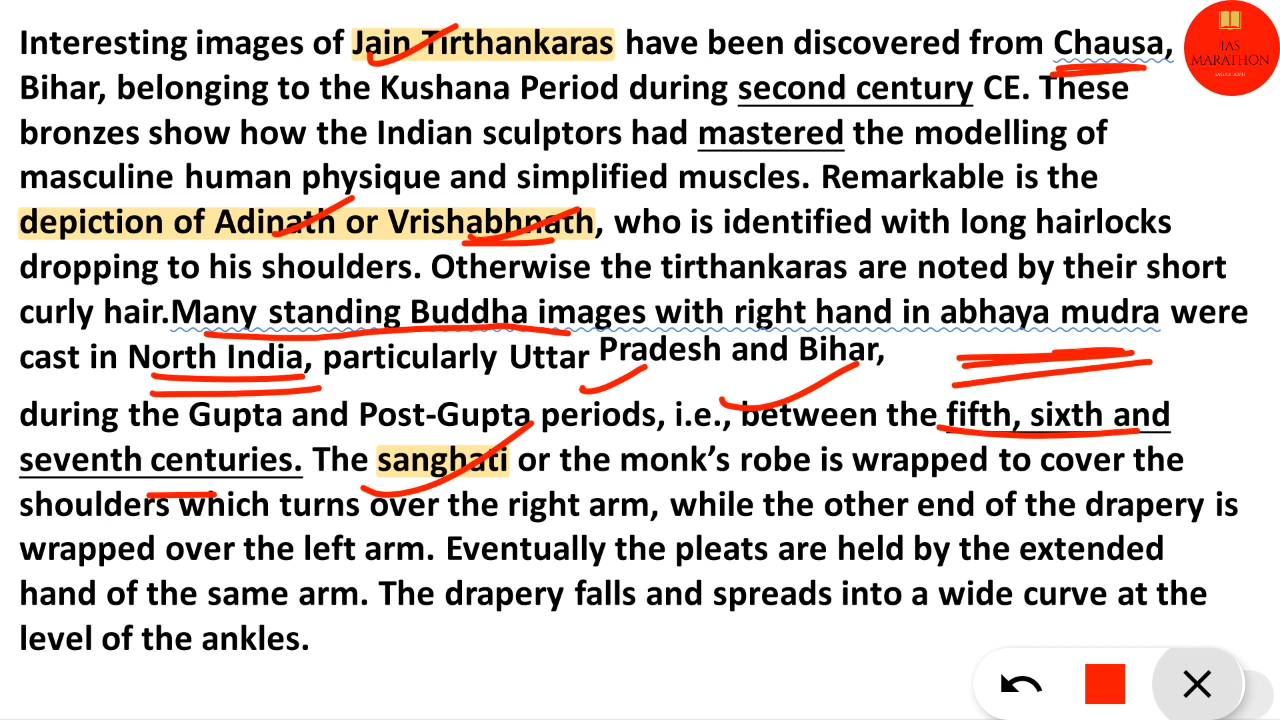 Interesting images of Jain Tirthankaras have been discovered from Chausa,
Bihar, belonging to the Kushana Period during second century CE. These
bronzes show how the Indian sculptors had mastered the modelling of
masculine human physique and simplified muscles. Remarkable is the
depiction of Adinath or Vrishabhnath, who is identified with long hairlocks
dropping to his shoulders. Otherwise the tirthankaras are noted by their short
curly hair.Many standing Buddha images with right hand in abhaya mudra were
cast in North India, particularly Uttar Pradesh and Bihar,
during the Gupta and Post-Gupta periods, i.e., between the fifth, sixth and
seventh centuries. The sanghati or the monk’s robe is wrapped to cover the
shoulders which turns over the right arm, while the other end of the drapery is
wrapped over the left arm. Eventually the pleats are held by the extended
hand of the same arm. The drapery falls and spreads into a wide curve at the
level of the ankles.
IAS
MARATHON